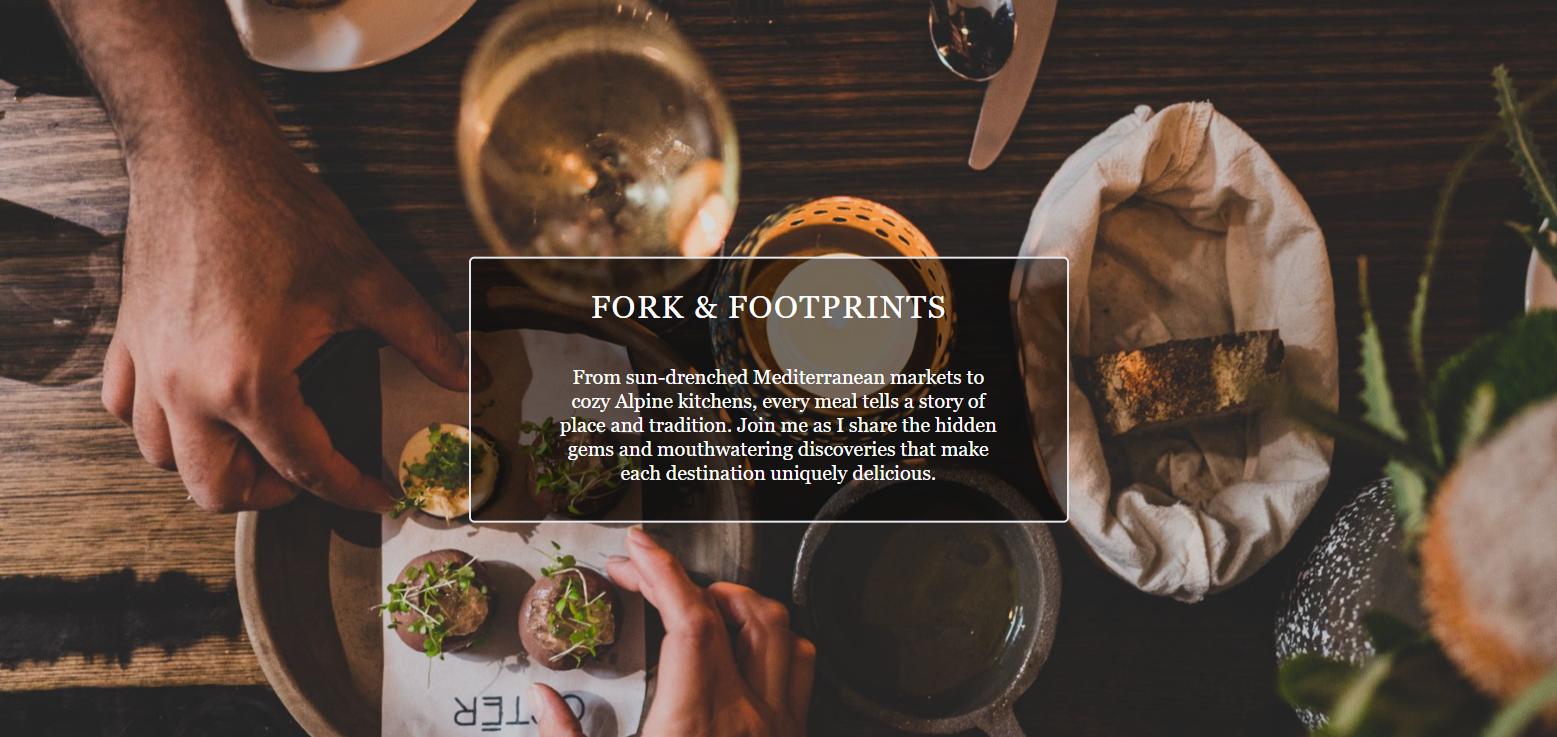 FORK & FOOTPRINTS
From sun-drenched Mediterranean markets to
cozy Alpine kitchens, every meal tells a story of
place and tradition. Join me as I share the hidden
gems and mouthwatering discoveries that make
each destination uniquely delicious.